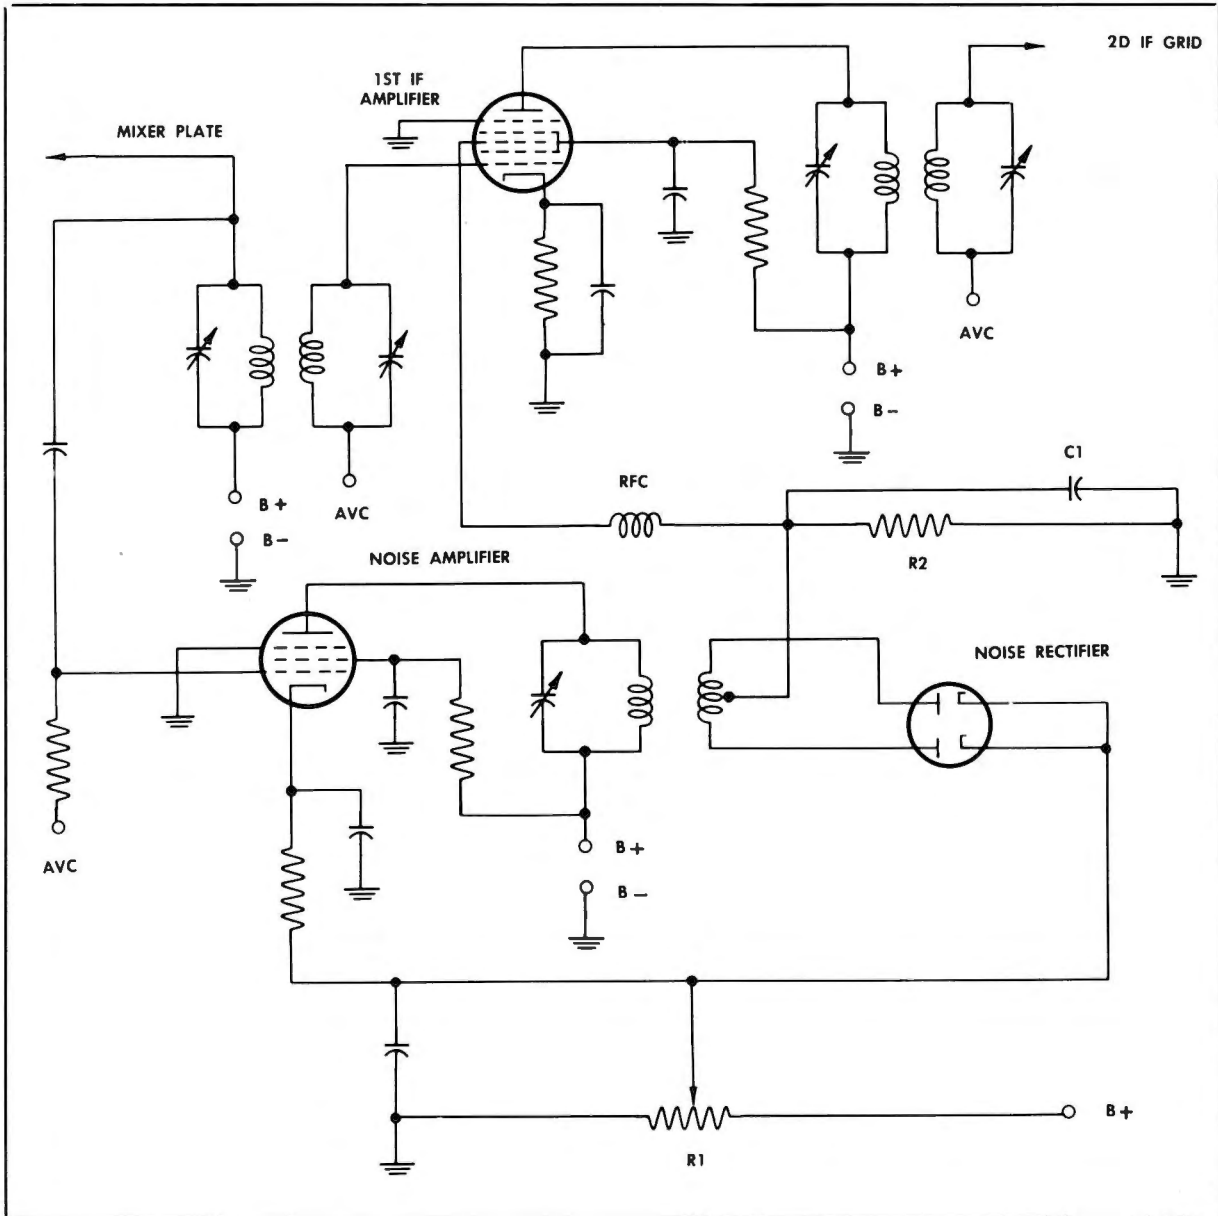 2D IF GRID
1ST IF
AMPLIFIER
MIXER PLATE
AVC
B+
B-
C1
RFC
B+
AVC
B-
R2
NOISE AMPLIFIER
NOISE RECTIFIER
B+
AVC
B-
B+
R1